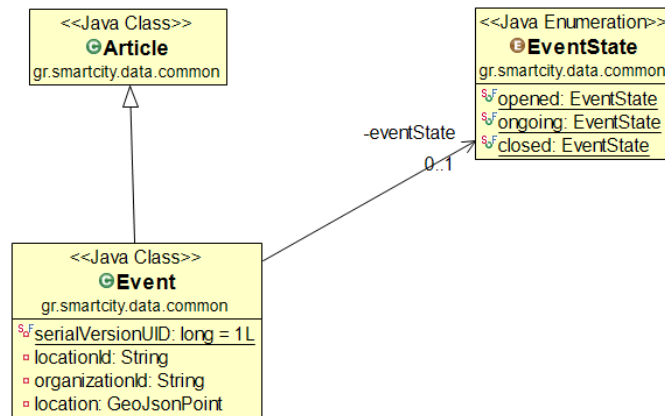 <<Java Class>>
Article
gr.smartcity.data.common
<<Java Enumeration>>
EventState
gr.smartcity.data.common
opened: EventState
ongoing: EventState
closed: EventState
-eventState
0..1
<<Java Class>>
Event
gr.smartcity.data.common
serialVersionUID: long = 1L
locationId: String
organizationId: String
location: GeoJsonPoint